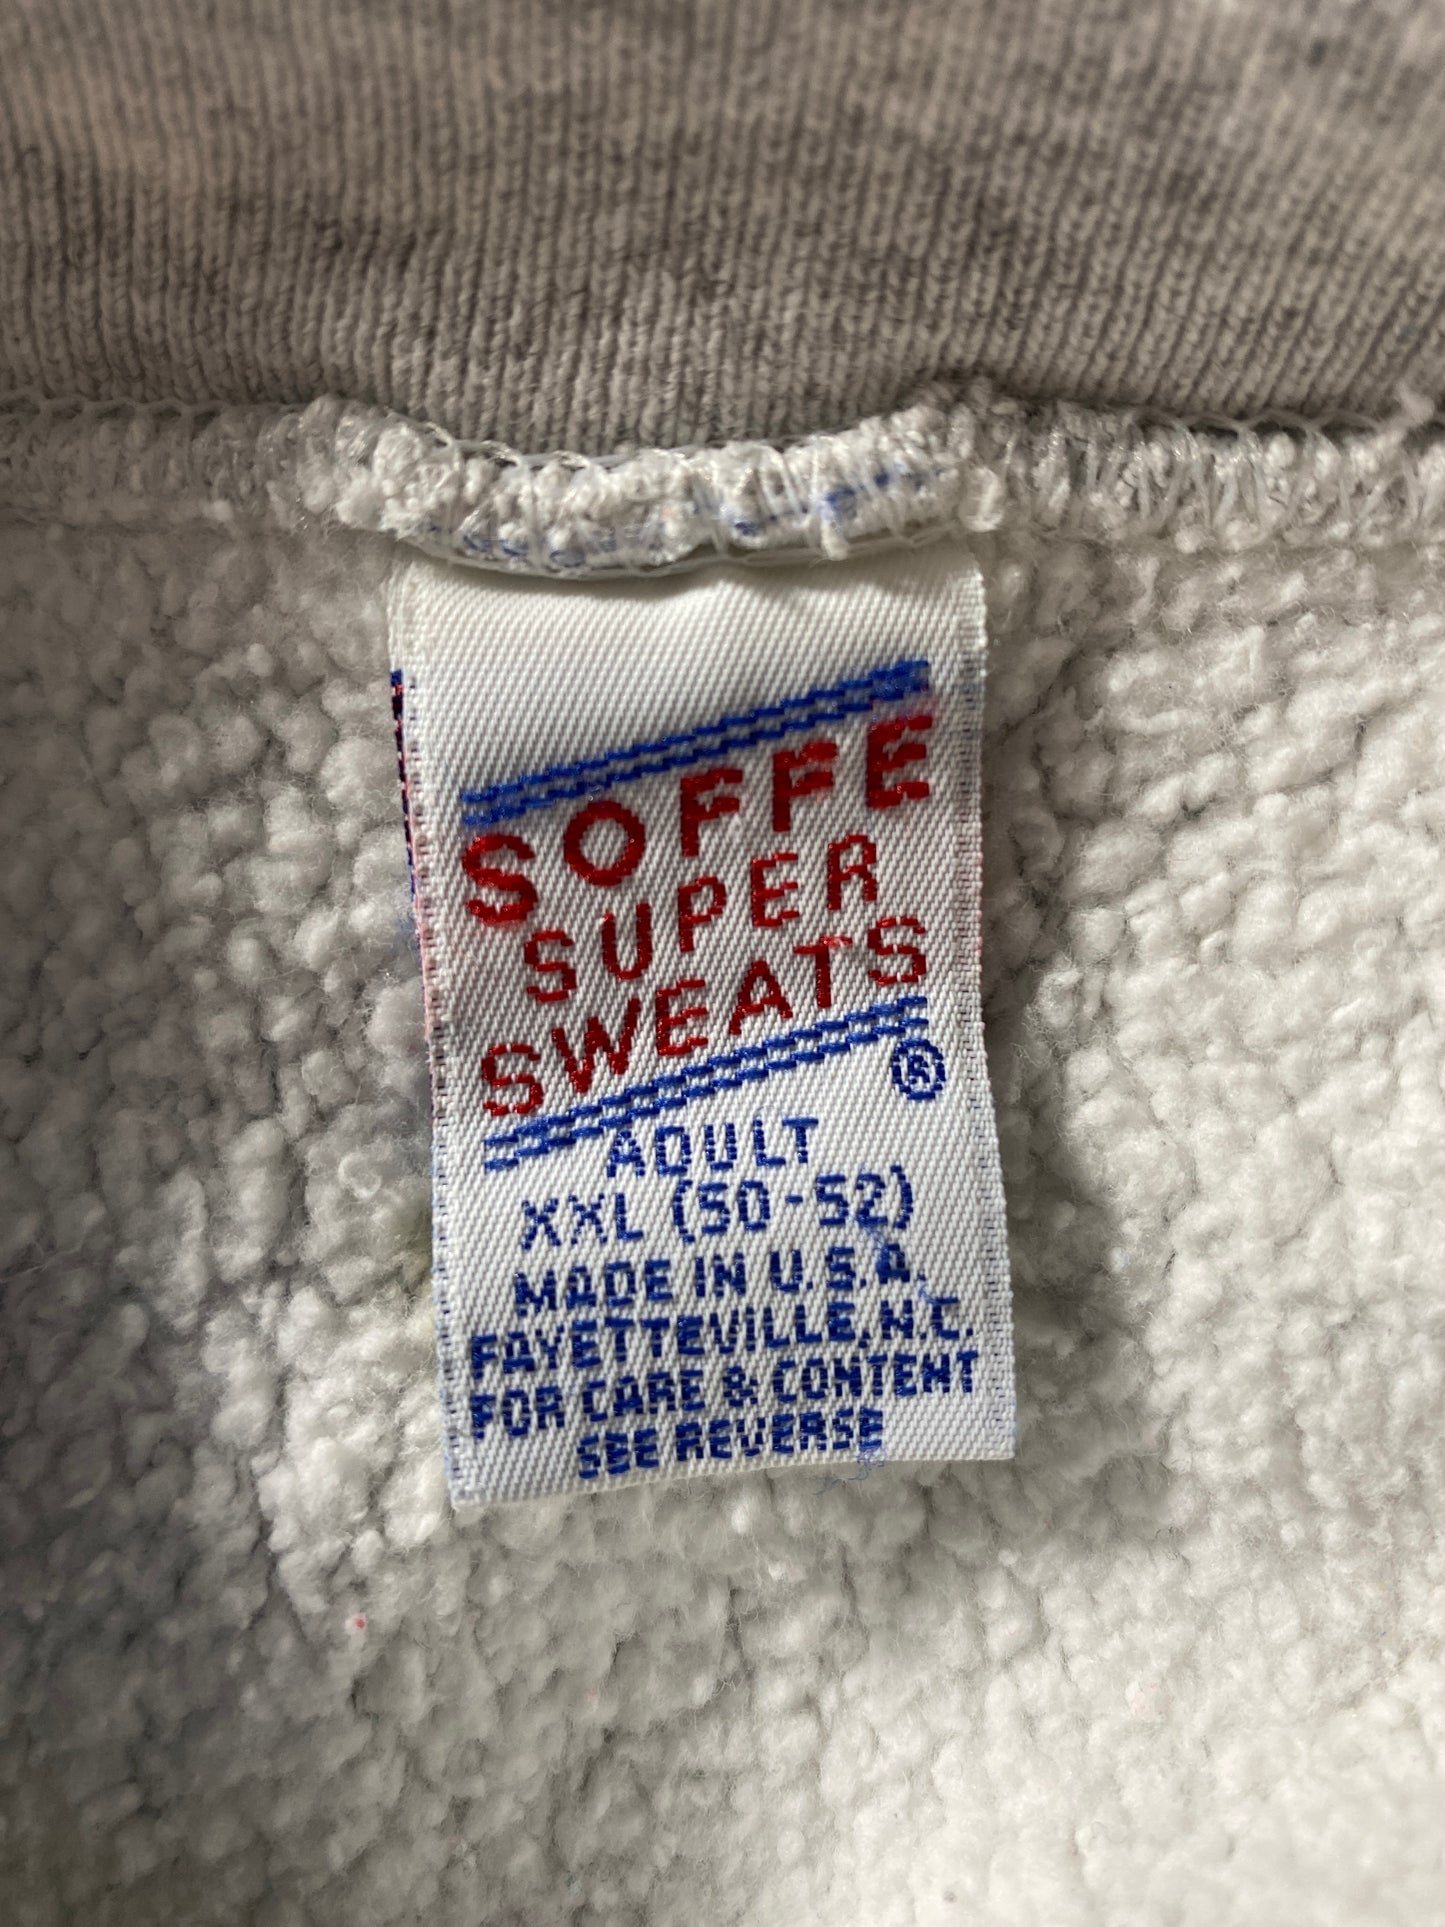 SOFFE
SUPER
SWEATS
®
ADULT
XXL (50-52)
MADE IN U.S.A.
FAYETTEVILLE, N.C.
FOR CARE & CONTENT
SEE REVERSE